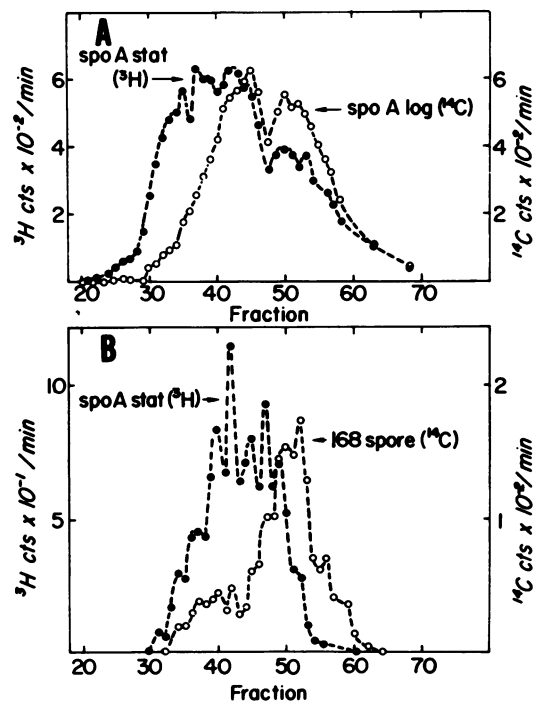 A
spo A stat
(³H)
spo A log (¹⁴C)
6
4
2
6
4
2
³H cts x 10⁻²/min
¹⁴C cts x 10⁻²/min
20 30 40 50 60 70
Fraction
B
spoA stat (³H)
168 spore (¹⁴C)
10
5
2
1
³H cts x 10⁻¹/min
¹⁴C cts x 10⁻²/min
20 30 40 50 60 70
Fraction